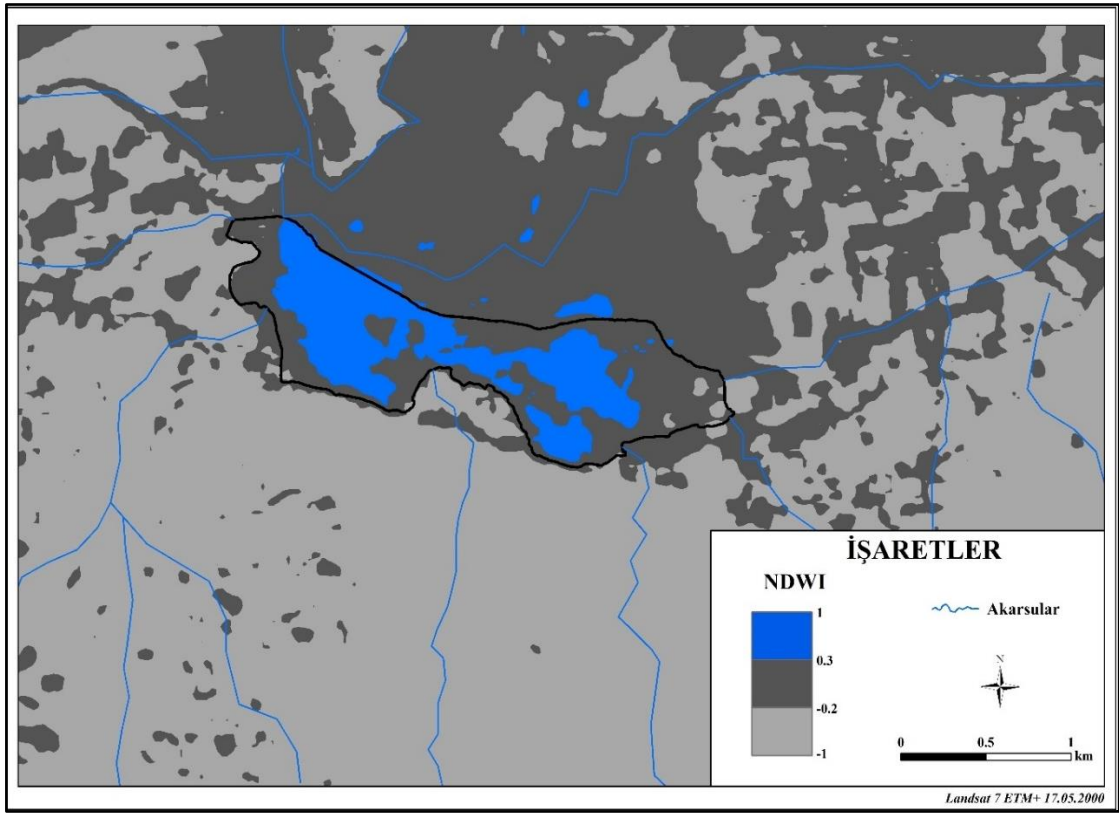 İŞARETLER
NDWI
1
0.3
-0.2
-1
Akarsular
N
0 0.5 1
km
Landsat 7 ETM+ 17.05.2000